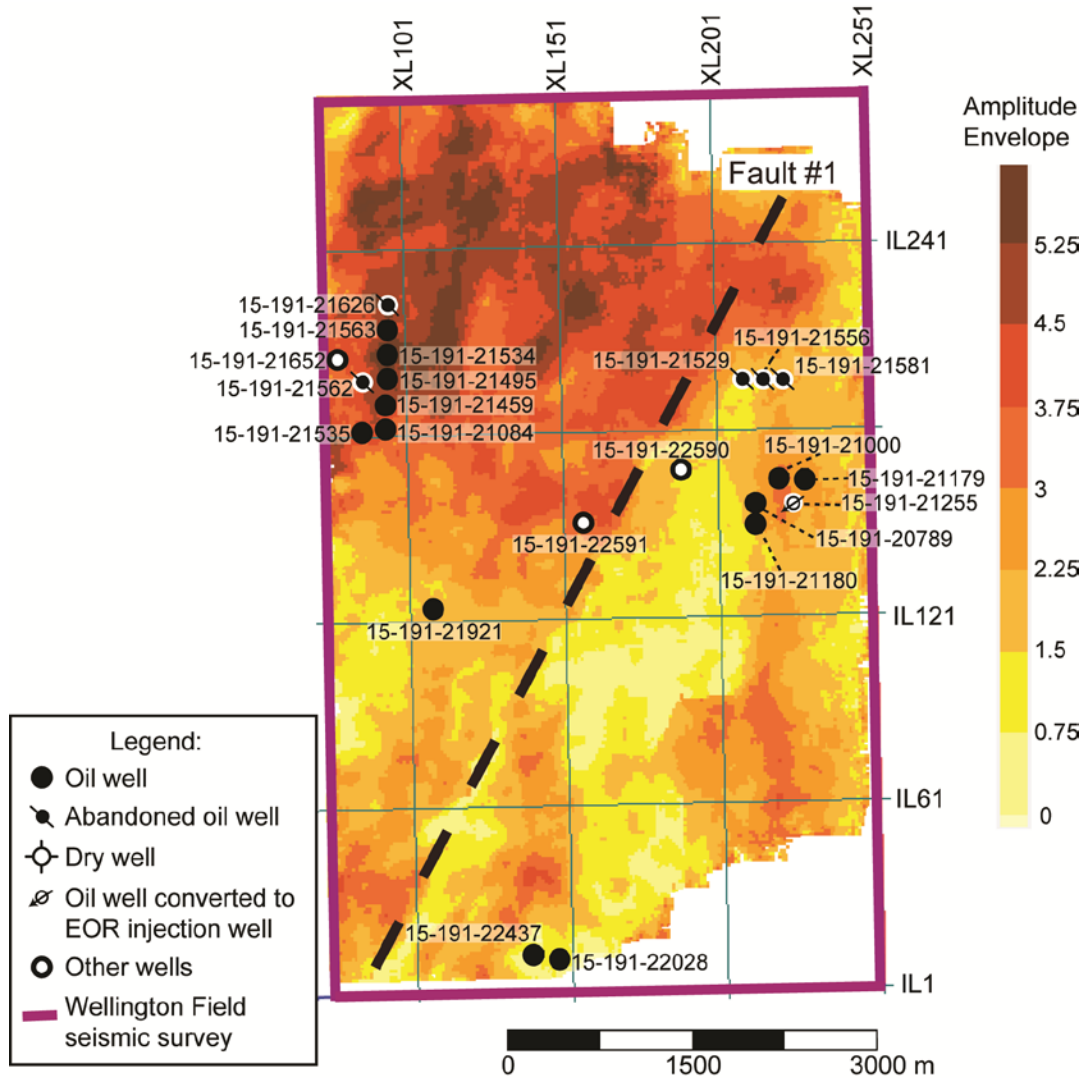 XL101
XL151
XL201
XL251
Amplitude
Envelope
Fault #1
5.25
4.5
3.75
3
2.25
1.5
0.75
0
IL241
IL121
IL61
IL1
15-191-21626
15-191-21563
15-191-21652
15-191-21534
15-191-21562
15-191-21495
15-191-21459
15-191-21535
15-191-21084
15-191-21556
15-191-21529
15-191-21581
15-191-22590
15-191-21000
15-191-21179
15-191-21255
15-191-20789
15-191-21180
15-191-22591
15-191-21921
15-191-22437
15-191-22028
Legend:
Oil well
Abandoned oil well
Dry well
Oil well converted to
EOR injection well
Other wells
Wellington Field
seismic survey
0 1500 3000 m